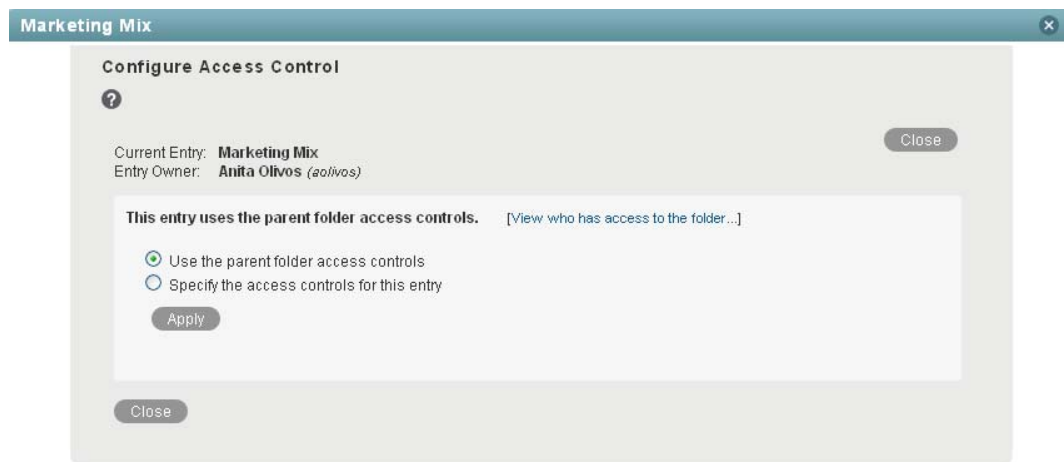 Marketing Mix
Configure Access Control
?
Close
Current Entry: Marketing Mix
Entry Owner: Anita Olivos (aolivos)
This entry uses the parent folder access controls. [View who has access to the folder...]
Use the parent folder access controls
Specify the access controls for this entry
Apply
Close